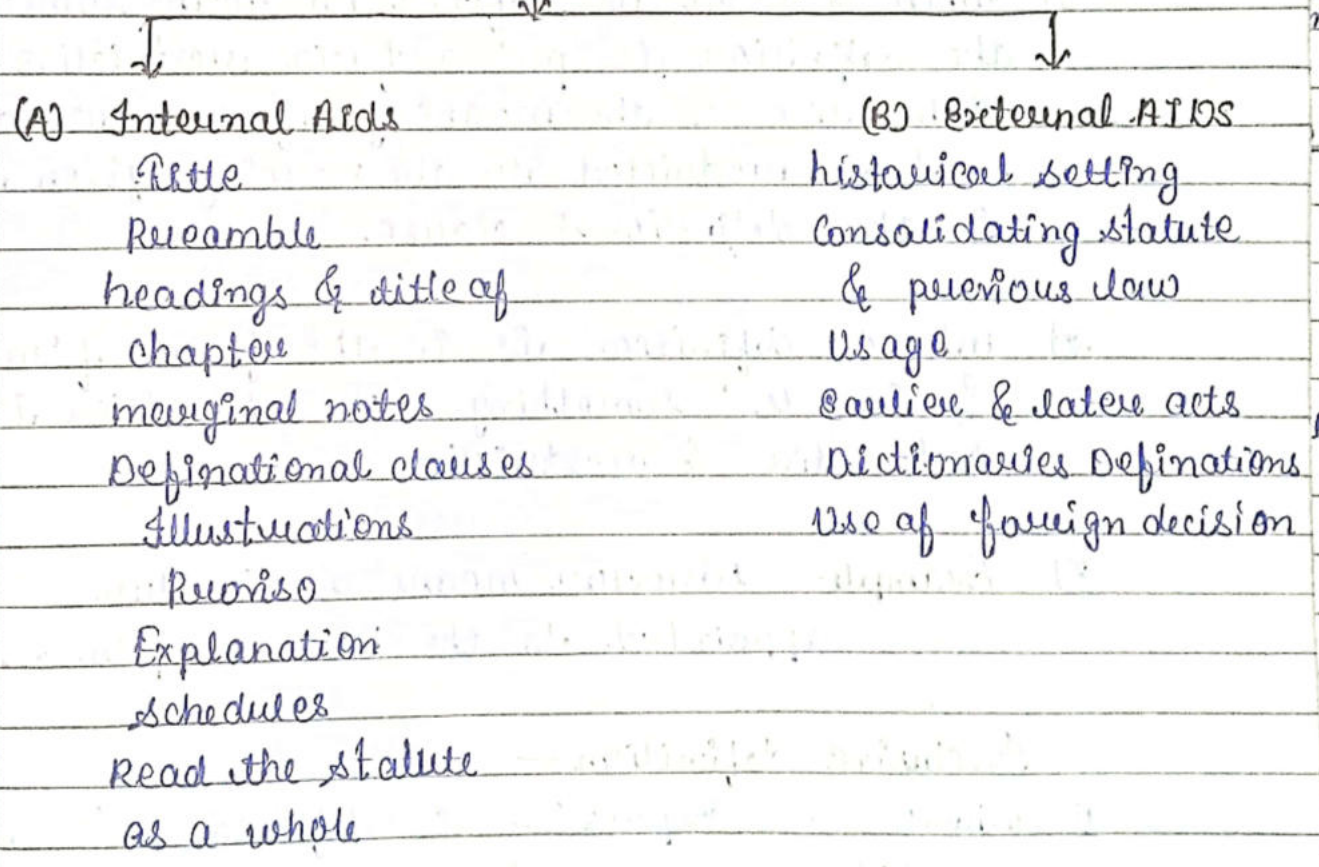 (A) Internal Aids
Title
Preamble
headings & title of
chapter
marginal notes
Definational clauses
Illustrations
Proviso
Explanation
schedules
Read the statute
as a whole
(B) External AIDS
historical setting
Consolidating statute
& previous law
Usage
Earlier & later acts
Dictionaries Definations
Use of foreign decision